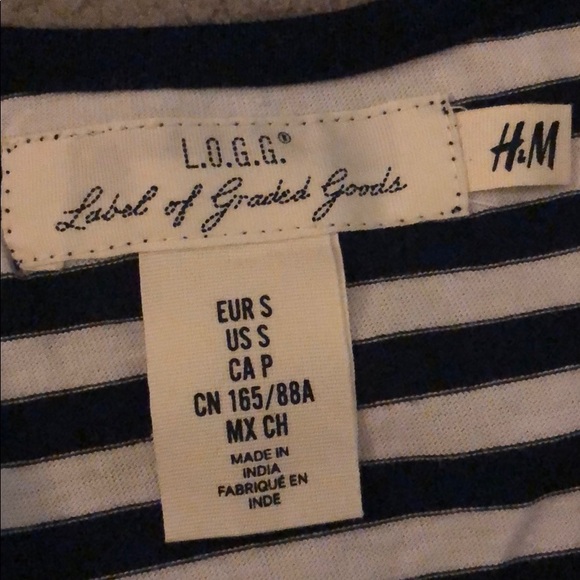 L.O.G.G.®
Label of Graded Goods
H&M
EUR S
US S
CA P
CN 165/88A
MX CH
MADE IN
INDIA
FABRIQUÉ EN
INDE